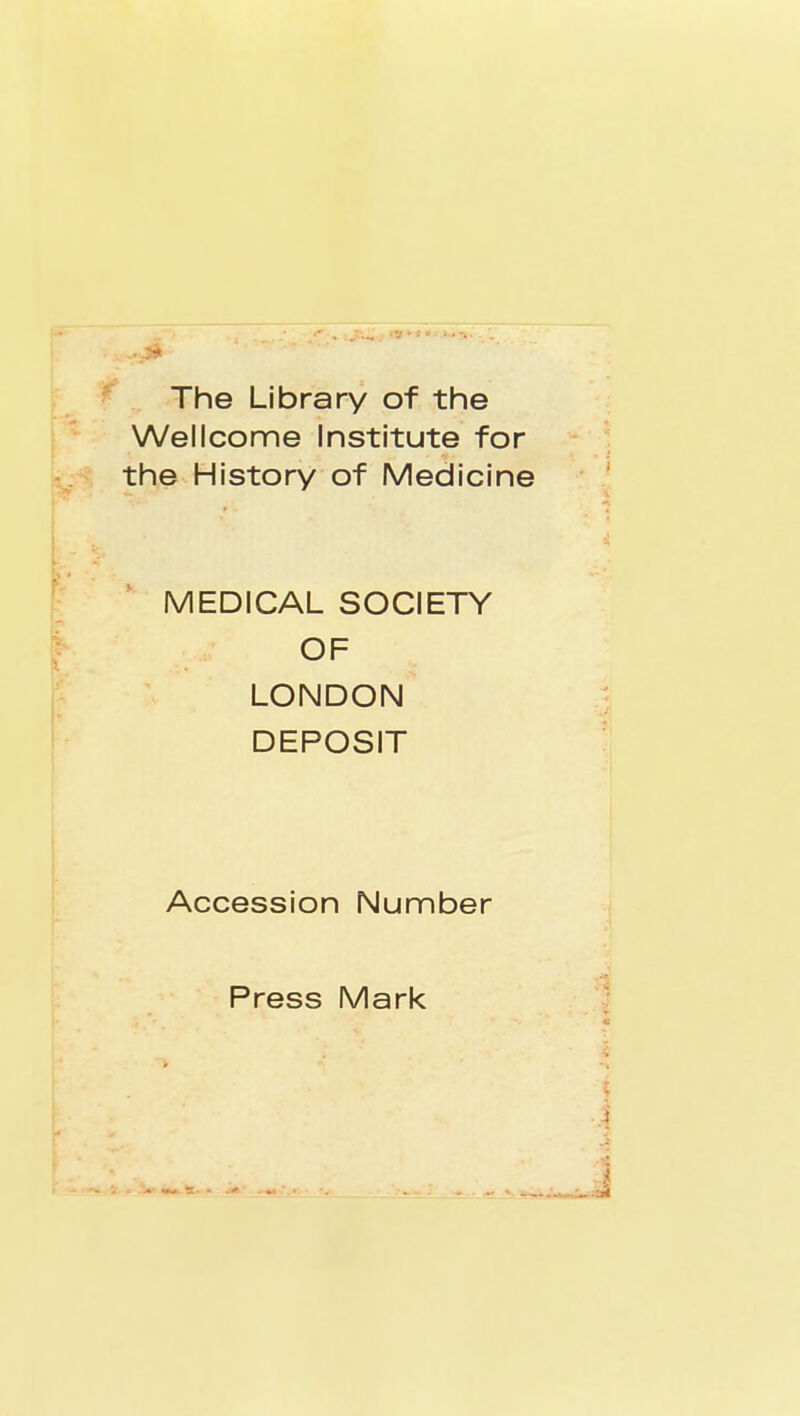 The Library of the
Wellcome Institute for
the History of Medicine
MEDICAL SOCIETY
OF
LONDON
DEPOSIT
Accession Number
Press Mark